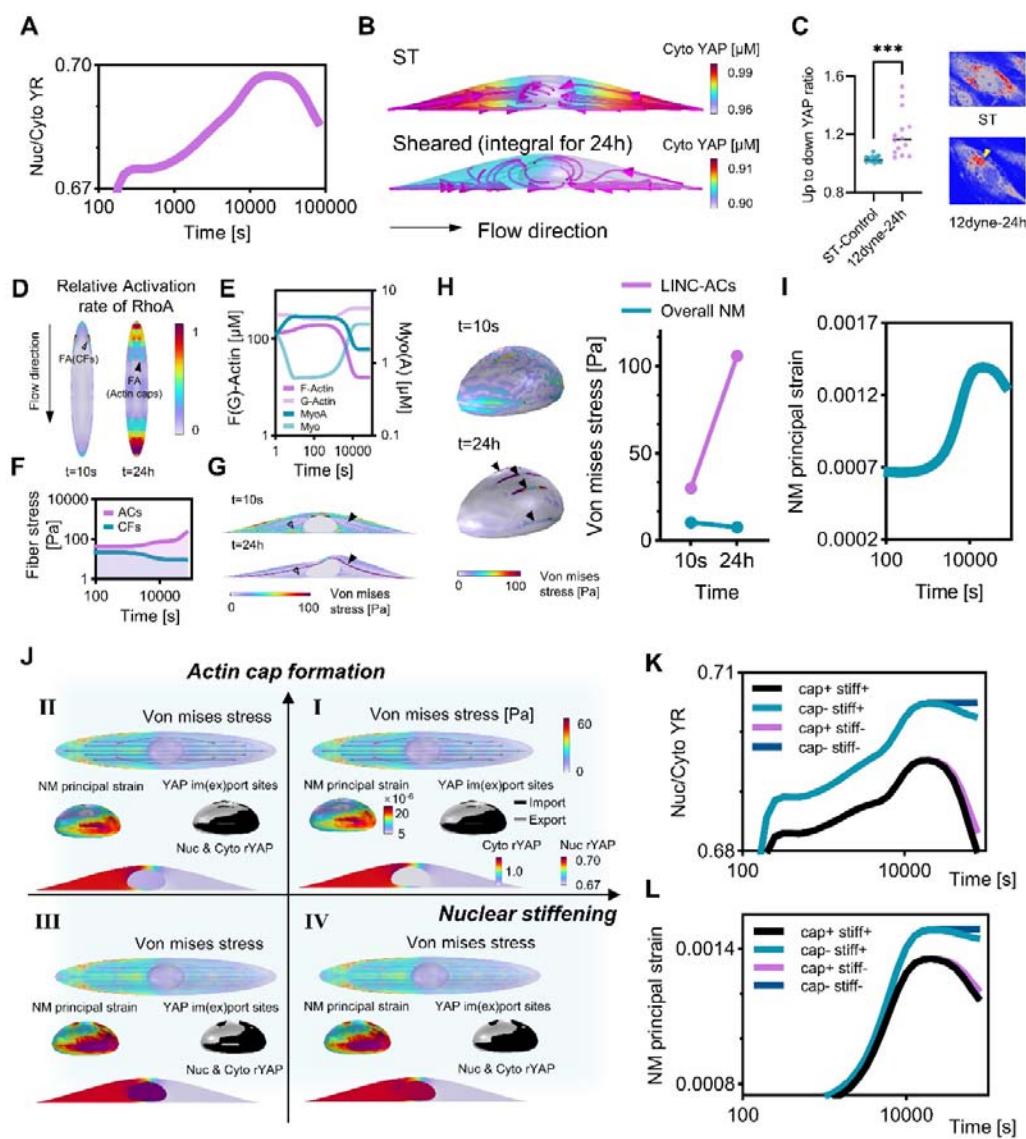 A
0.70
0.67
Nuc/Cyto YR
100
1000
10000
100000
Time [s]
B
ST
Cyto YAP [µM]
0.99
0.96
Sheared (integral for 24h)
Cyto YAP [µM]
0.91
0.90
Flow direction
C
***
1.6
1.2
0.8
Up to down YAP ratio
ST-Control
12dyne-24h
ST
12dyne-24h
D
Relative Activation
rate of RhoA
Flow direction
FA(CFs)
FA
(Actin caps)
1
0
t=10s
t=24h
E
F(G)-Actin [µM]
100
1
10
1
0.1
Myo(A) [µM]
F-Actin
G-Actin
MyoA
Myo
100
10000
Time [s]
F
Fiber stress
[Pa]
10000
100
1
ACs
CFs
100
10000
Time [s]
G
t=10s
t=24h
0
100
Von mises
stress [Pa]
H
t=10s
t=24h
0
100
Von mises
stress [Pa]
LINC-ACs
Overall NM
Von mises stress [Pa]
100
50
0
10s
24h
Time
I
NM principal strain
0.0017
0.0012
0.0007
0.0002
100
10000
Time [s]
J
Actin cap formation
II
Von mises stress
NM principal strain
YAP im(ex)port sites
Nuc & Cyto rYAP
I
Von mises stress [Pa]
60
0
NM principal strain
YAP im(ex)port sites
× 10⁻⁶
20
5
Import
Export
Cyto rYAP
1.0
Nuc rYAP
0.70
0.67
Nuclear stiffening
III
Von mises stress
NM principal strain
YAP im(ex)port sites
Nuc & Cyto rYAP
IV
Von mises stress
NM principal strain
YAP im(ex)port sites
Nuc & Cyto rYAP
K
Nuc/Cyto YR
0.71
0.68
cap+ stiff+
cap- stiff+
cap+ stiff-
cap- stiff-
100
10000
Time [s]
L
NM principal strain
0.0014
0.0008
cap+ stiff+
cap- stiff+
cap+ stiff-
cap- stiff-
100
10000
Time [s]